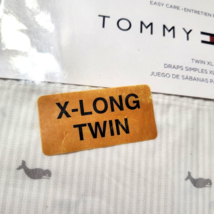 EASY CARE • ENTRETIEN
TOMMY
TWIN XL
DRAPS SIMPLES
JUEGO DE SÁBANAS
X-LONG
TWIN